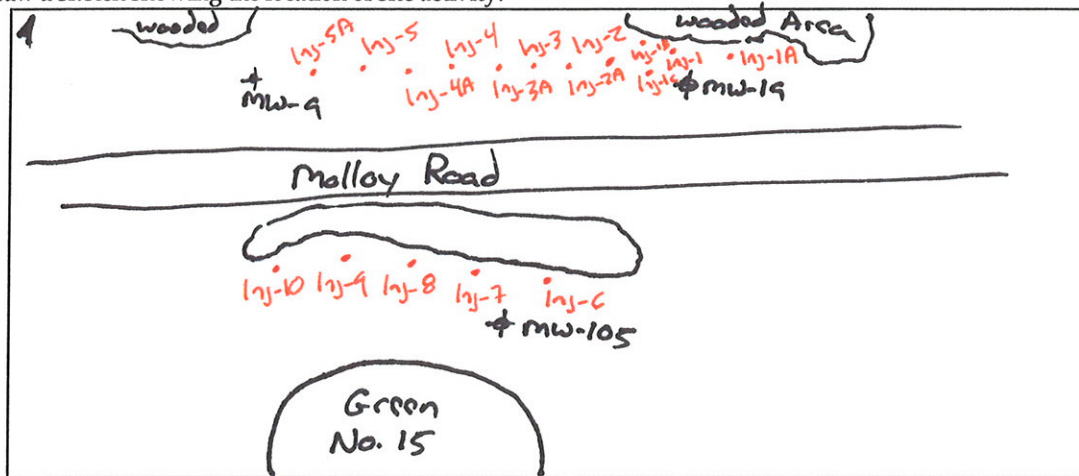 wooded
wooded Area
Inj-5A
Inj-5
Inj-4
Inj-3
Inj-2
Inj-1B
Inj-1
Inj-1A
MW-9
Inj-4A
Inj-3A
Inj-2A
MW-19
Molloy Road
Inj-10
Inj-9
Inj-8
Inj-7
Inj-6
MW-105
Green
No. 15